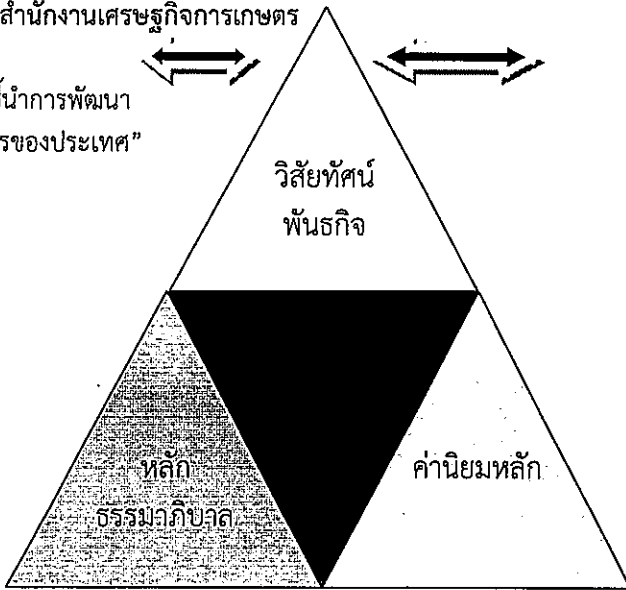 สำนักงานเศรษฐกิจการเกษตร
ชี้นำการพัฒนา
รของประเทศ”
วิสัยทัศน์
พันธกิจ
หลัก
ธรรมาภิบาล
ค่านิยมหลัก